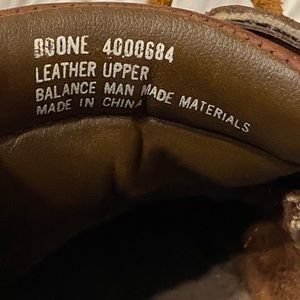 BOONE 4000684
LEATHER UPPER
BALANCE MAN MADE MATERIALS
MADE IN CHINA